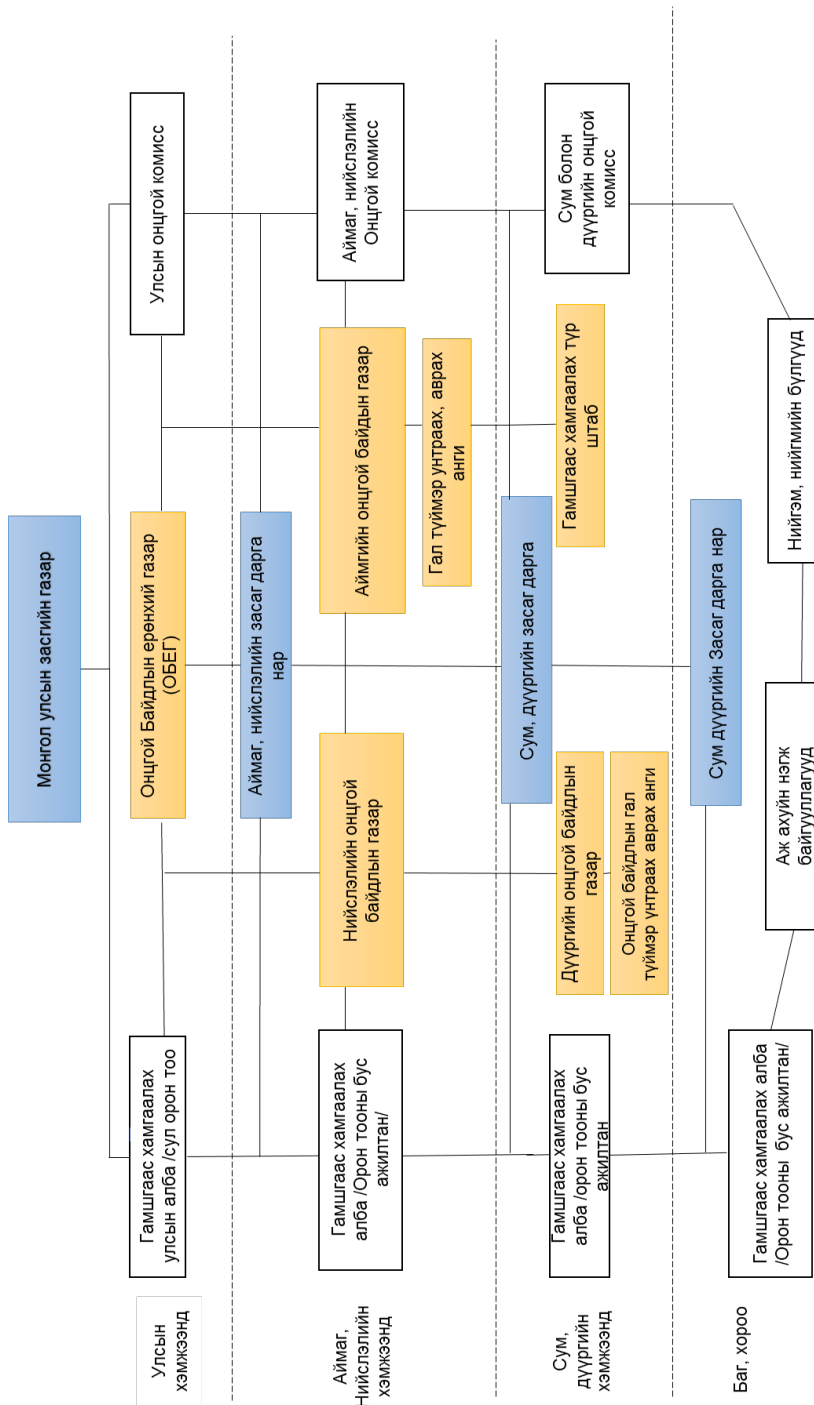 Монгол улсын засгийн газар
Улсын
хэмжээнд
Гамшгаас хамгаалах
улсын алба /сул орон тоо
Онцгой Байдлын ерөнхий газар
(ОБЕГ)
Улсын онцгой комисс
Аймаг, нийслэлийн засаг дарга
нар
Аймаг,
Нийслэлийн
хэмжээнд
Гамшгаас хамгаалах
алба /Орон тооны бус
ажилтан/
Нийслэлийн онцгой
байдлын газар
Аймгийн онцгой байдын газар
Аймаг, нийслэлийн
Онцгой комисс
Гал түймэр унтраах, аврах
анги
Сум, дүүргийн засаг дарга
Сум,
дүүргийн
хэмжээнд
Гамшгаас хамгаалах
алба /орон тооны бус
ажилтан
Дүүргийн онцгой байдлын
газар
Онцгой байдлын гал
түймэр унтраах аврах анги
Гамшгаас хамгаалах түр
штаб
Сум болон
дүүргийн онцгой
комисс
Сум дүүргийн Засаг дарга нар
Баг, хороо
Гамшгаас хамгаалах алба
/Орон тооны бус ажилтан/
Аж ахуйн нэгж
байгууллагууд
Нийгэм, нийгмийн бүлгүүд